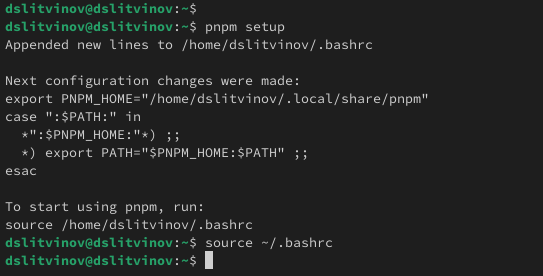 dslitvinov@dslitvinov:~$
dslitvinov@dslitvinov:~$ pnpm setup
Appended new lines to /home/dslitvinov/.bashrc

Next configuration changes were made:
export PNPM_HOME="/home/dslitvinov/.local/share/pnpm"
case ":$PATH:" in
  *":$PNPM_HOME:"*) ;;
  *) export PATH="$PNPM_HOME:$PATH" ;;
esac

To start using pnpm, run:
source /home/dslitvinov/.bashrc
dslitvinov@dslitvinov:~$ source ~/.bashrc
dslitvinov@dslitvinov:~$